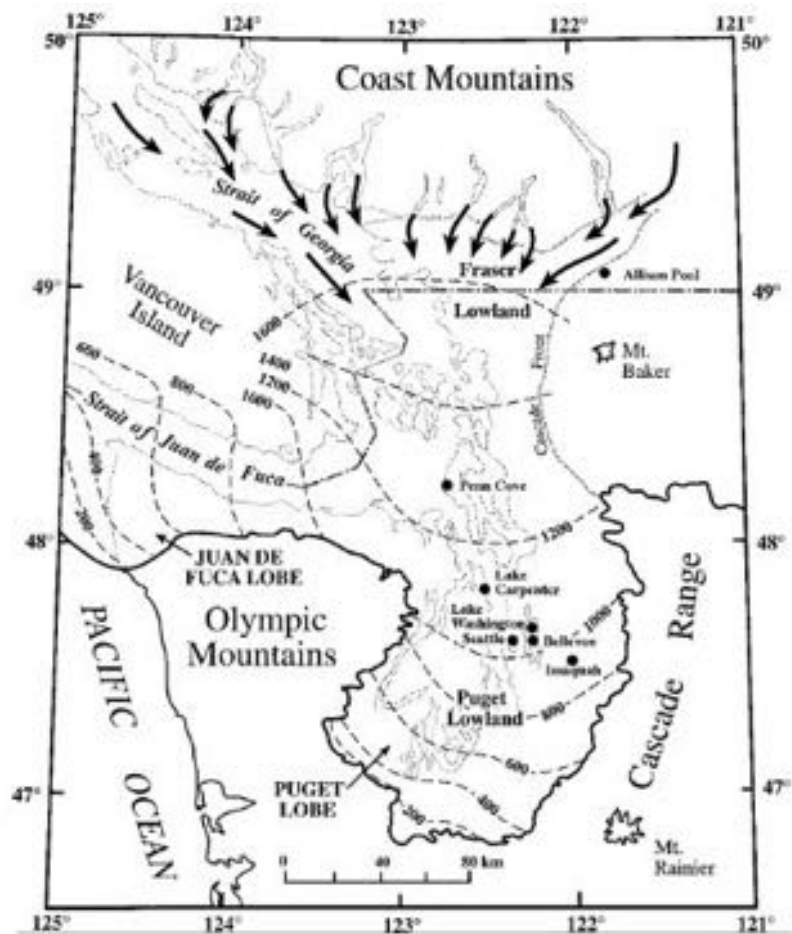 125° 124° 123° 122° 121°
50° 50°
Coast Mountains
Strait of Georgia
Fraser
Allison Pool
49° 49°
Lowland
Vancouver
Island
1600
Front
Mt.
Baker
600
1400
800
1200
1000
Strait of Juan de Fuca
Cascade
400
Penn Cove
200
1200
48° 48°
JUAN DE
FUCA LOBE
Lake
Carpenter
PACIFIC OCEAN
Olympic
Mountains
Lake
Washington
1000
Seattle
Bellevue
Issaquah
Cascade Range
Puget
Lowland
800
600
PUGET
LOBE
47° 47°
400
200
Mt.
Rainier
0 40 80 km
125° 124° 123° 122° 121°